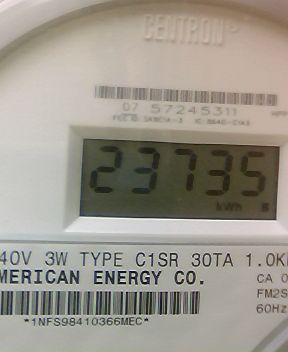 CENTRON
07 57245311
23735
kWh
40V 3W TYPE C1SR 30TA 1.0K
MERICAN ENERGY CO.
CA 0
FM2S
60Hz
*1NFS98410366MEC*